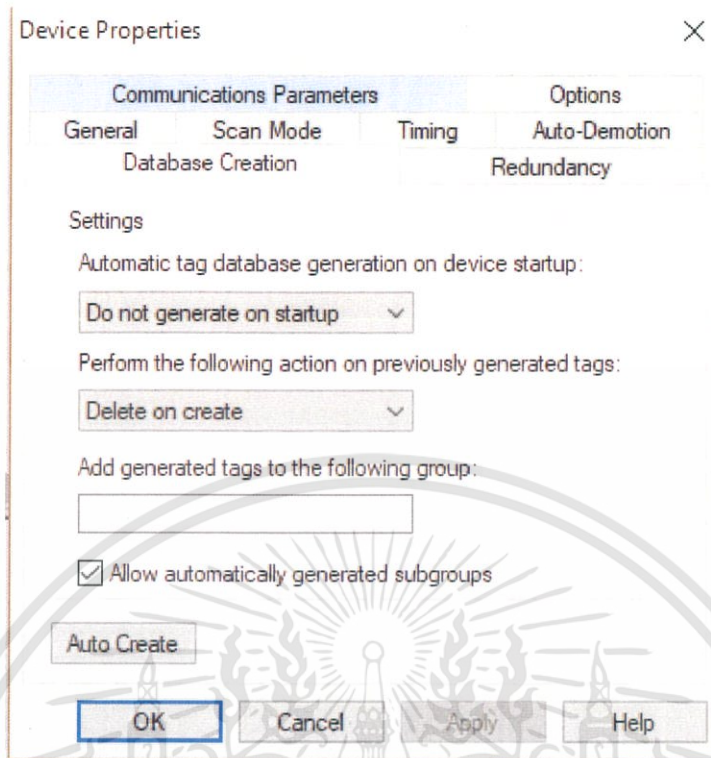 Device Properties
Communications Parameters
Options
General
Scan Mode
Timing
Auto-Demotion
Database Creation
Redundancy
Settings
Automatic tag database generation on device startup:
Do not generate on startup
Perform the following action on previously generated tags:
Delete on create
Add generated tags to the following group:
Allow automatically generated subgroups
Auto Create
OK
Cancel
Apply
Help